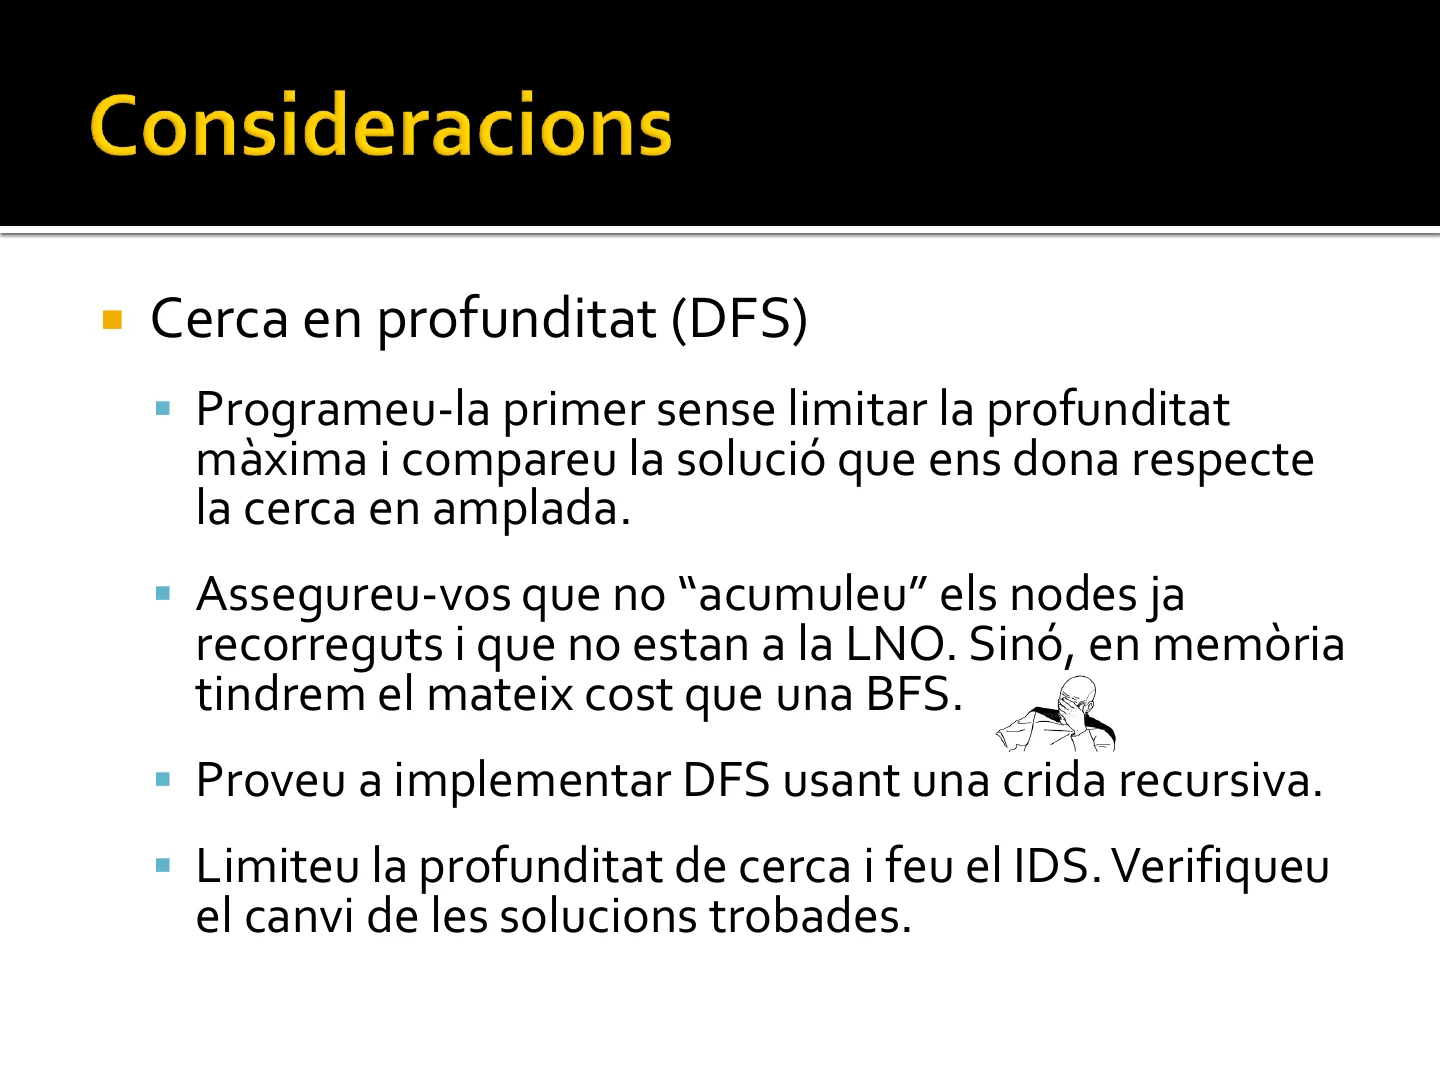 Consideracions
Cerca en profunditat (DFS)
Programeu-la primer sense limitar la profunditat
màxima i compareu la solució que ens dona respecte
la cerca en amplada.
Assegureu-vos que no “acumuleu” els nodes ja
recorreguts i que no estan a la LNO. Sinó, en memòria
tindrem el mateix cost que una BFS.
Proveu a implementar DFS usant una crida recursiva.
Limiteu la profunditat de cerca i feu el IDS. Verifiqueu
el canvi de les solucions trobades.